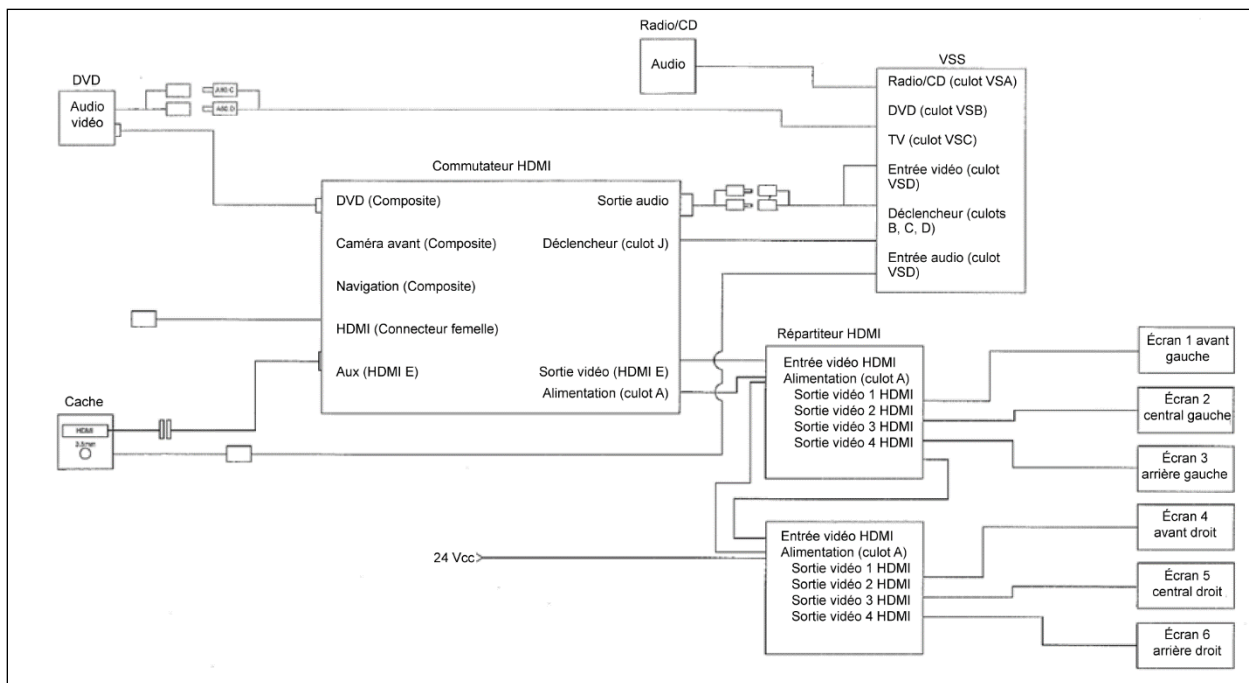 Radio/CD
Audio
DVD
Audio
vidéo
A60 C
A60 D
VSS
Radio/CD (culot VSA)
DVD (culot VSB)
TV (culot VSC)
Entrée vidéo (culot
VSD)
Déclencheur (culots
B, C, D)
Entrée audio (culot
VSD)
Commutateur HDMI
DVD (Composite)
Sortie audio
Caméra avant (Composite)
Déclencheur (culot J)
Navigation (Composite)
HDMI (Connecteur femelle)
Aux (HDMI E)
Sortie vidéo (HDMI E)
Alimentation (culot A)
Cache
HDMI
3.5mm
Répartiteur HDMI
Entrée vidéo HDMI
Alimentation (culot A)
Sortie vidéo 1 HDMI
Sortie vidéo 2 HDMI
Sortie vidéo 3 HDMI
Sortie vidéo 4 HDMI
Écran 1 avant
gauche
Écran 2
central gauche
Écran 3
arrière gauche
24 Vcc
Entrée vidéo HDMI
Alimentation (culot A)
Sortie vidéo 1 HDMI
Sortie vidéo 2 HDMI
Sortie vidéo 3 HDMI
Sortie vidéo 4 HDMI
Écran 4
avant droit
Écran 5
central droit
Écran 6
arrière droit